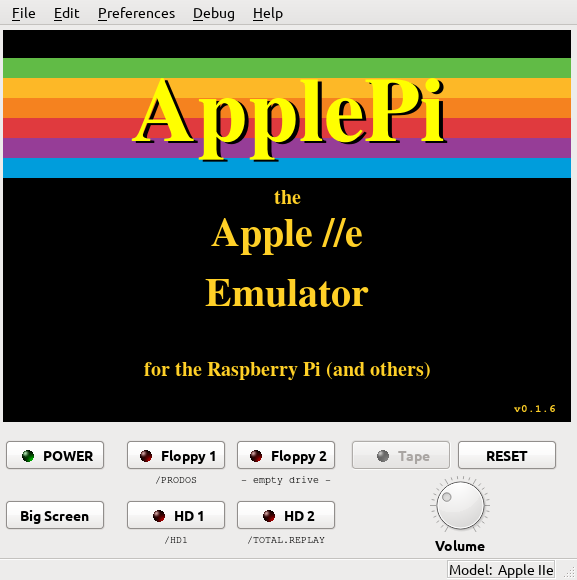 File Edit Preferences Debug Help
ApplePi
the
Apple //e
Emulator
for the Raspberry Pi (and others)
v0.1.6
POWER Floppy 1 Floppy 2 Tape RESET
/PRODOS - empty drive -
Big Screen HD 1 HD 2
/HD1 /TOTAL.REPLAY
Volume
Model: Apple IIe